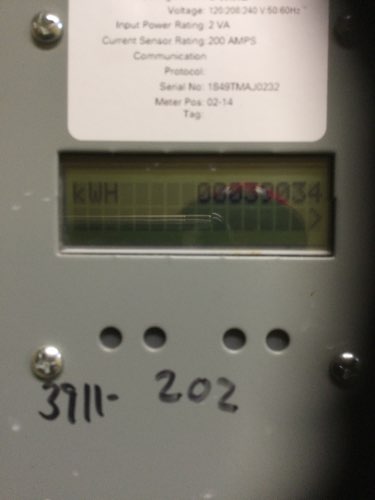 Voltage: 120:208:240 V:50:60Hz ~
Input Power Rating: 2 VA
Current Sensor Rating: 200 AMPS
Communication
Protocol:
Serial No: 1849TMAJ0232
Meter Pos: 02-14
Tag:
kWH 00039034
>
3911- 202